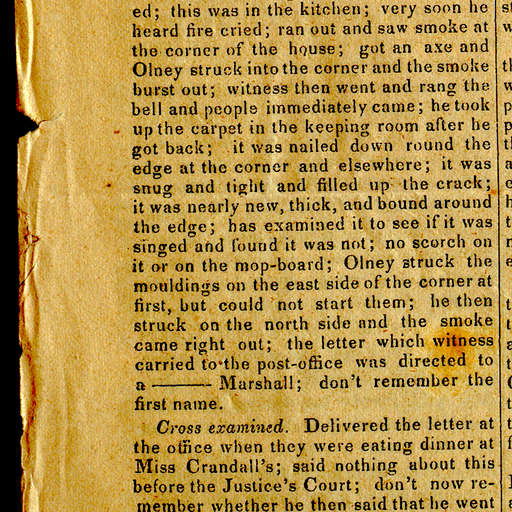 ed; this was in the kitchen; very soon he
heard fire cried; ran out and saw smoke at
the corner of the house; got an axe and
Olney struck into the corner and the smoke
burst out; witness then went and rang the
bell and people immediately came; he took
up the carpet in the keeping room after he
got back; it was nailed down round the
edge at the corner and elsewhere; it was
snug and tight and filled up the crack;
it was nearly new, thick, and bound around
the edge; has examined it to see if it was
singed and found it was not; no scorch on
it or on the mop-board; Olney struck the
mouldings on the east side of the corner at
first, but could not start them; he then
struck on the north side and the smoke
came right out; the letter which witness
carried to the post-office was directed to
a ——— Marshall; don't remember the
first name.
Cross examined. Delivered the letter at
the office when they were eating dinner at
Miss Crandall's; said nothing about this
before the Justice's Court; don't now re-
member whether he then said that he went